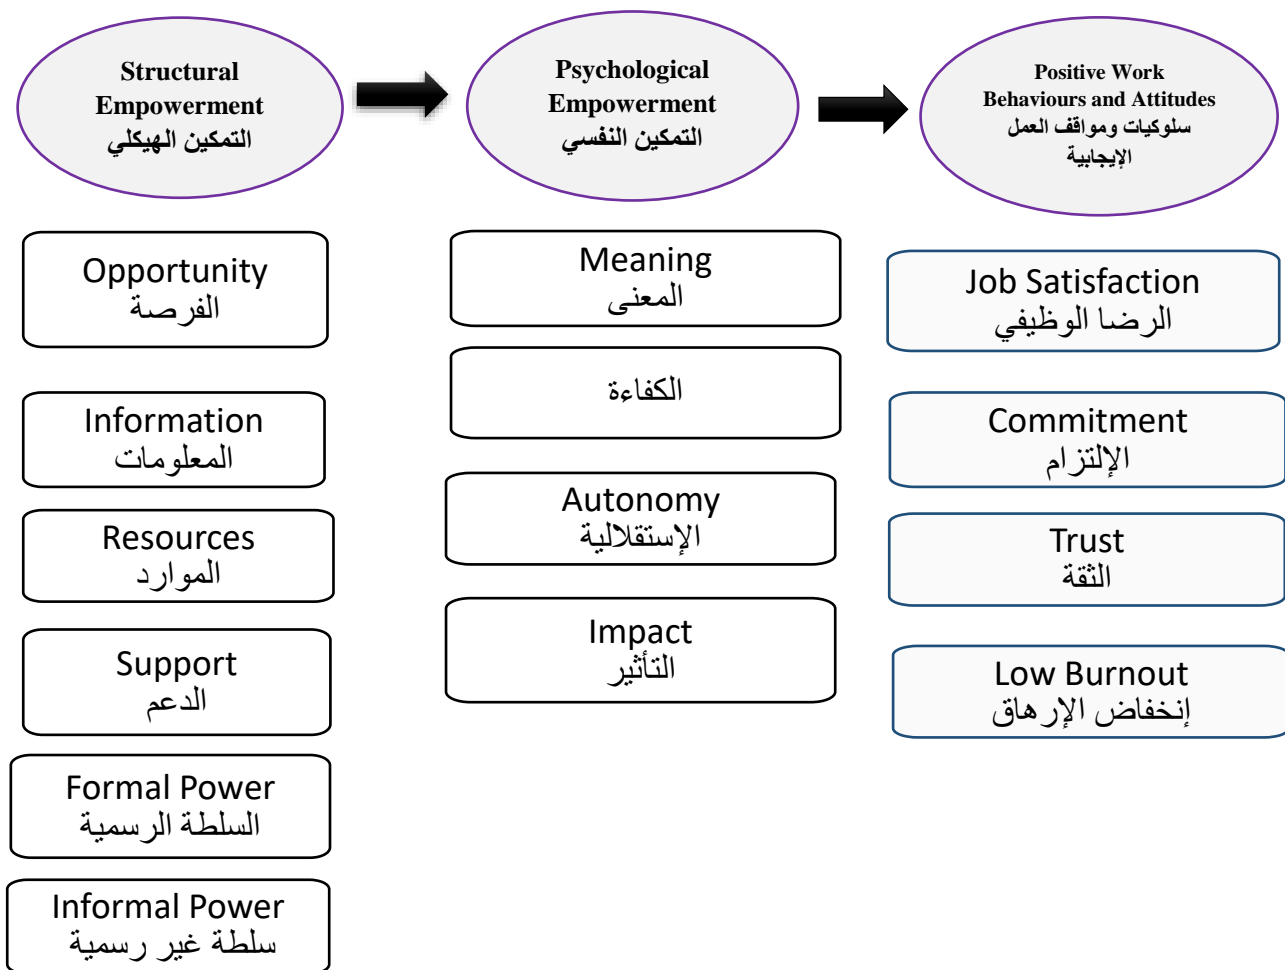 Structural
Empowerment
التمكين الهيكلي
Psychological
Empowerment
التمكين النفسي
Positive Work
Behaviours and Attitudes
سلوكيات ومواقف العمل
الإيجابية
Opportunity
الفرصة
Information
المعلومات
Resources
الموارد
Support
الدعم
Formal Power
السلطة الرسمية
Informal Power
سلطة غير رسمية
Meaning
المعنى
الكفاءة
Autonomy
الإستقلالية
Impact
التأثير
Job Satisfaction
الرضا الوظيفي
Commitment
الإلتزام
Trust
الثقة
Low Burnout
إنخفاض الإرهاق